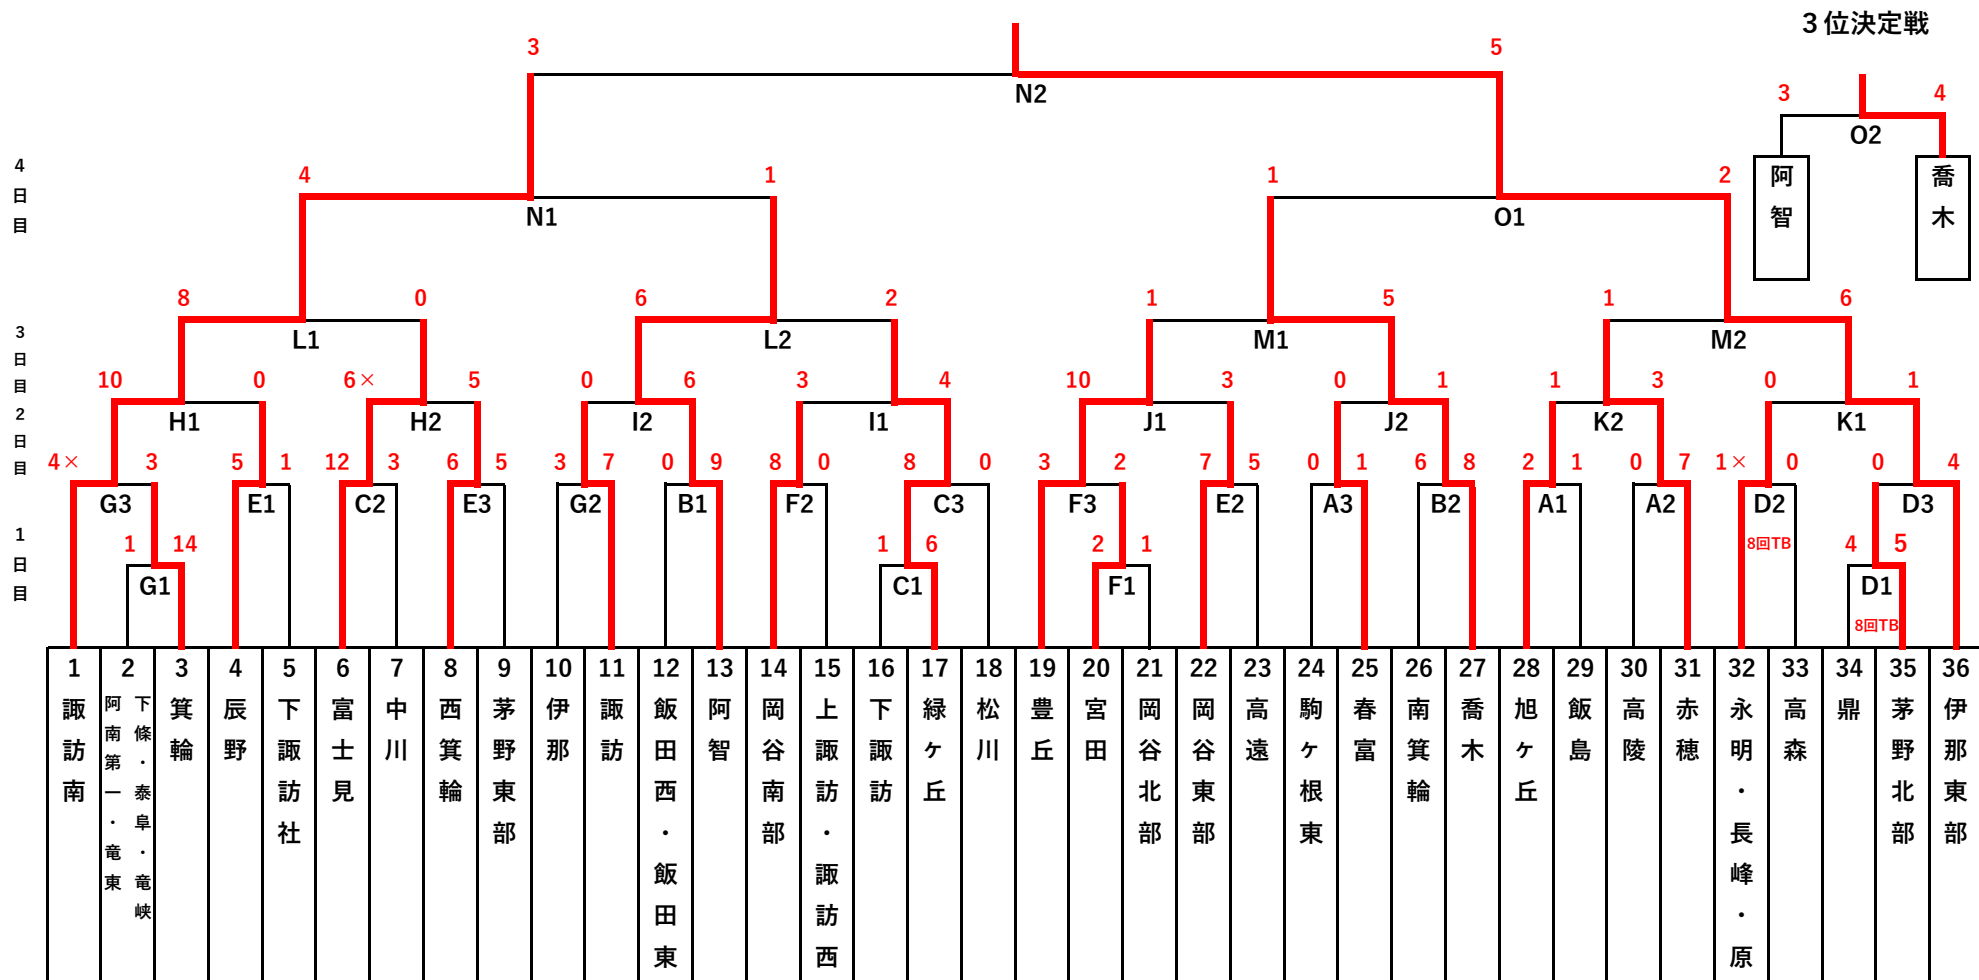 3位決定戦
3 5
N2
3 4
O2
阿智
喬木
4日目
4 1 1 2
N1 O1
8 0 6 2 1 5 1 6
3日目
L1 L2 M1 M2
10 0 6× 5 0 6 3 4 10 3 0 1 1 3 0 1
2日目
H1 H2 I2 I1 J1 J2 K2 K1
4× 3 5 1 12 3 6 5 3 7 0 9 8 0 8 0 3 2 7 5 0 1 6 8 2 1 0 7 1× 0 0 4
G3 E1 C2 E3 G2 B1 F2 C3 F3 E2 A3 B2 A1 A2 D2 D3
1日目
1 14 1 6 2 1 8回TB 4 5
G1 C1 F1 D1
8回TB
1 2 3 4 5 6 7 8 9 10 11 12 13 14 15 16 17 18 19 20 21 22 23 24 25 26 27 28 29 30 31 32 33 34 35 36
諏訪南
下條・泰阜・竜峡
阿南第一・竜東
箕輪
辰野
下諏訪社
富士見
中川
西箕輪
茅野東部
伊那
諏訪
飯田西・飯田東
阿智
岡谷南部
上諏訪・諏訪西
下諏訪
緑ヶ丘
松川
豊丘
宮田
岡谷北部
岡谷東部
高遠
駒ヶ根東
春富
南箕輪
喬木
旭ヶ丘
飯島
高陵
赤穂
永明・長峰・原
高森
鼎
茅野北部
伊那東部